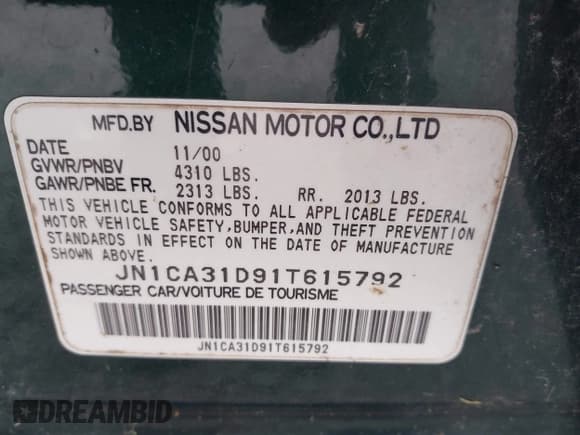 MFD.BY NISSAN MOTOR CO.,LTD
DATE 11/00
GVWR/PNBV 4310 LBS.
GAWR/PNBE FR. 2313 LBS. RR. 2013 LBS.
THIS VEHICLE CONFORMS TO ALL APPLICABLE FEDERAL
MOTOR VEHICLE SAFETY,BUMPER,AND THEFT PREVENTION
STANDARDS IN EFFECT ON THE DATE OF MANUFACTURE
SHOWN ABOVE.
JN1CA31D91T615792
PASSENGER CAR/VOITURE DE TOURISME
JN1CA31D91T615792
DREAMBID